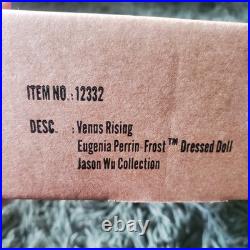 ITEM NO.: 12332
DESC. : Venus Rising
Eugenia Perrin-Frost™ Dressed Doll
Jason Wu Collection